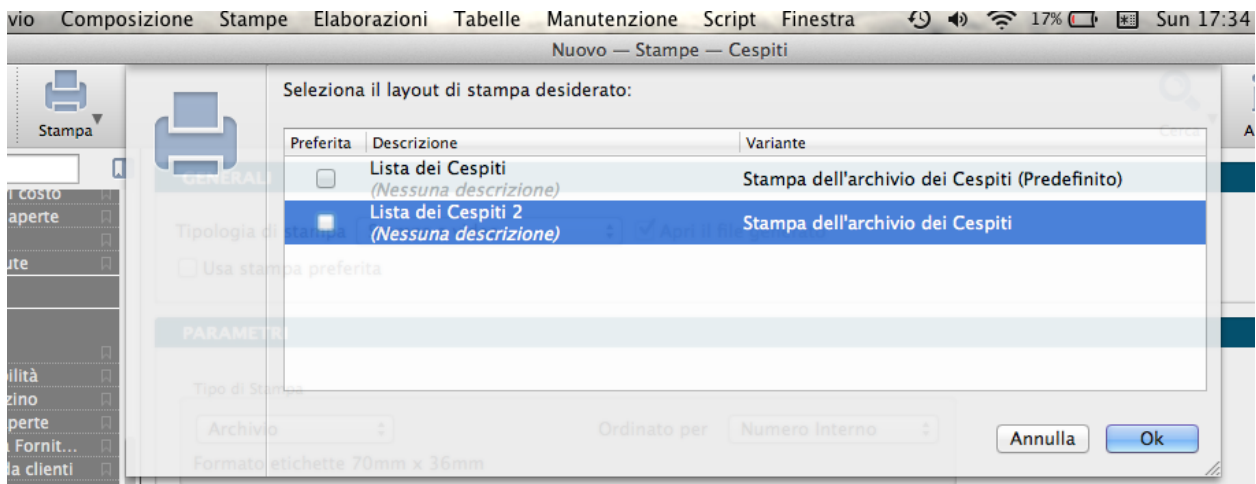 vio Composizione Stampe Elaborazioni Tabelle Manutenzione Script Finestra 17% Sun 17:34
Nuovo — Stampe — Cespiti
Stampa
Seleziona il layout di stampa desiderato:
Cerca
Preferita Descrizione Variante
Lista dei Cespiti
(Nessuna descrizione)
Stampa dell'archivio dei Cespiti (Predefinito)
Lista dei Cespiti 2
(Nessuna descrizione)
Stampa dell'archivio dei Cespiti
GENERALI
Tipologia di stampa Apri il file
Usa stampa preferita
PARAMETRI
Tipo di Stampa
Archivio Ordinato per Numero Interno
Formato etichette 70mm x 36mm
Annulla Ok
i costo
aperte
ute
ilità
zino
perte
a Fornit...
da clienti